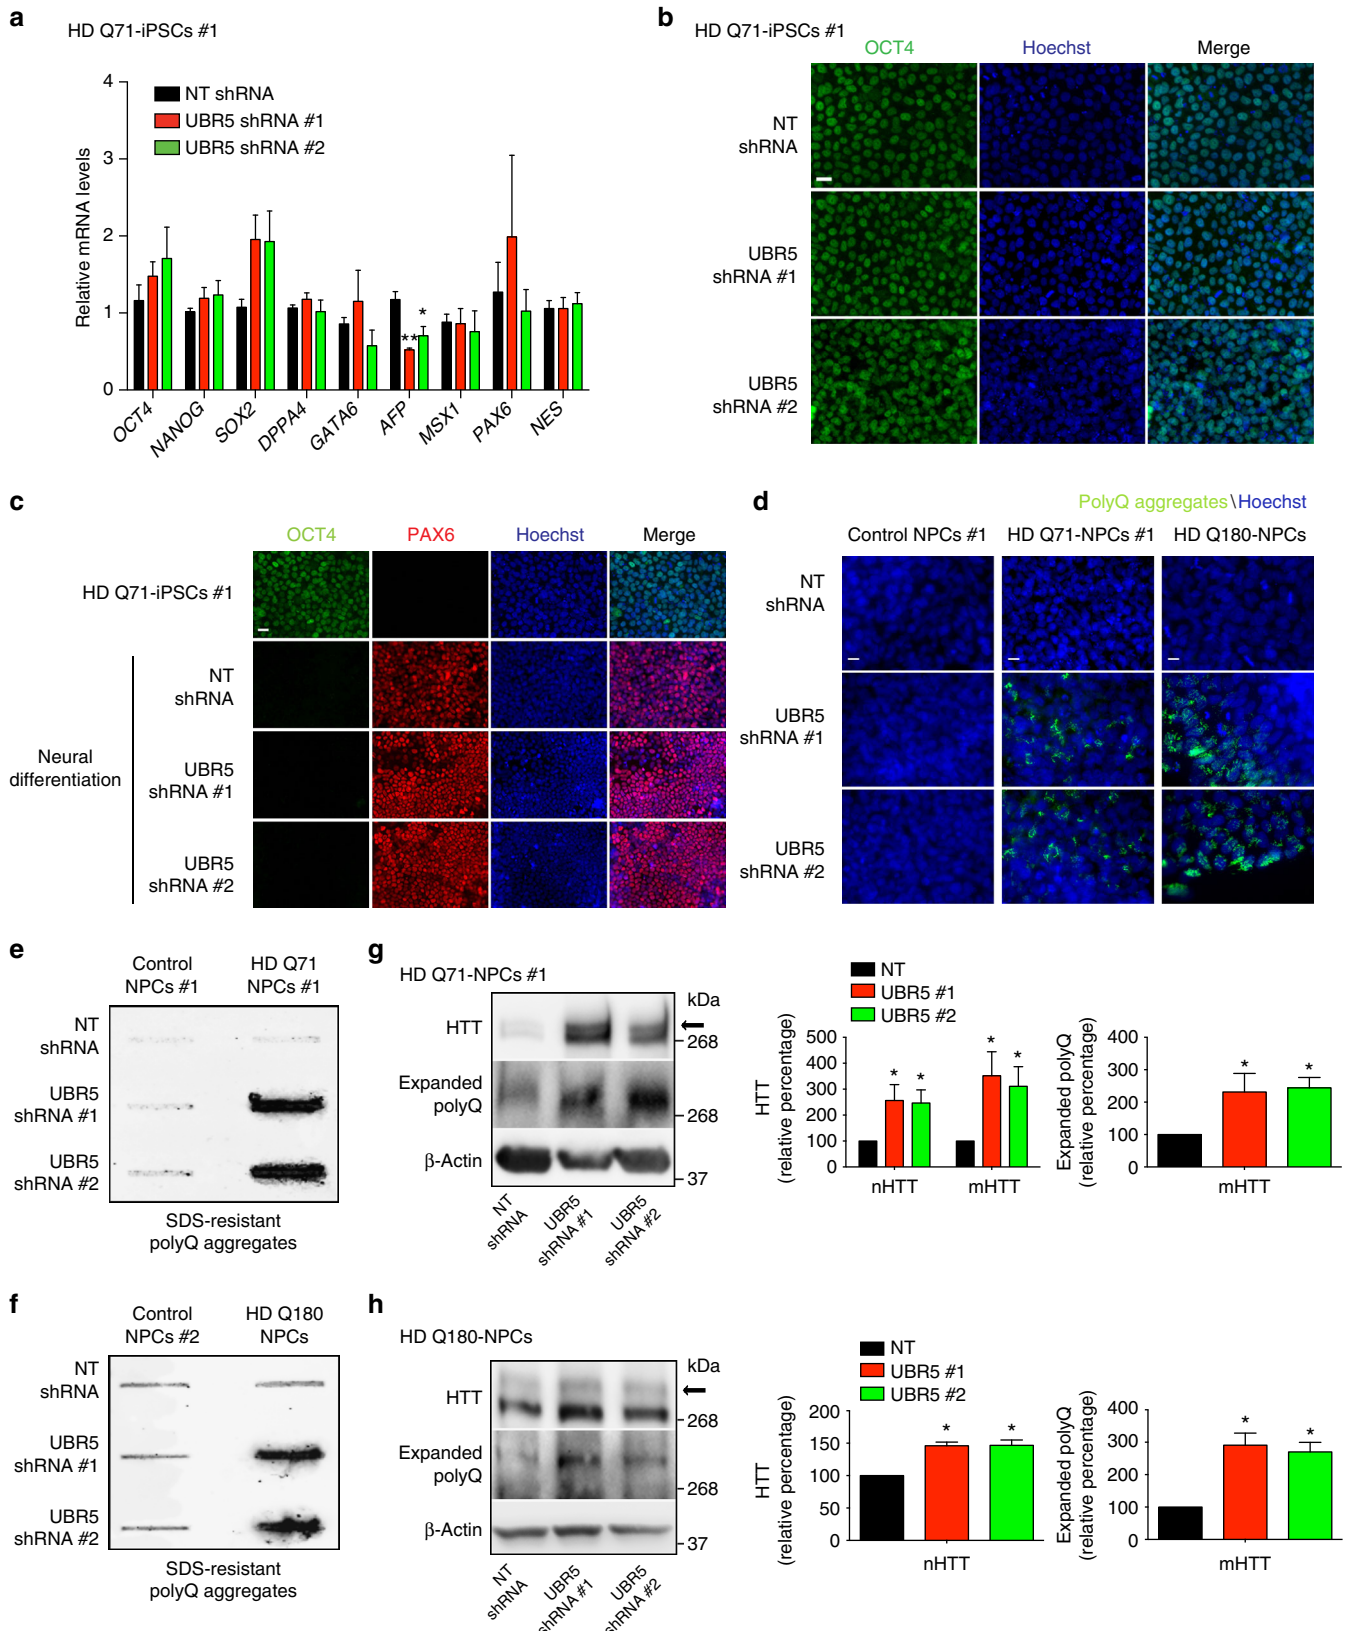 a
HD Q71-iPSCs #1
NT shRNA
UBR5 shRNA #1
UBR5 shRNA #2
Relative mRNA levels
4
3
2
1
0
**
*
OCT4
NANOG
SOX2
DPPA4
GATA6
AFP
MSX1
PAX6
NES
b
HD Q71-iPSCs #1
OCT4
Hoechst
Merge
NT
shRNA
UBR5
shRNA #1
UBR5
shRNA #2
c
OCT4
PAX6
Hoechst
Merge
HD Q71-iPSCs #1
Neural
differentiation
NT
shRNA
UBR5
shRNA #1
UBR5
shRNA #2
d
PolyQ aggregates\Hoechst
Control NPCs #1
HD Q71-NPCs #1
HD Q180-NPCs
NT
shRNA
UBR5
shRNA #1
UBR5
shRNA #2
e
Control
NPCs #1
HD Q71
NPCs #1
NT
shRNA
UBR5
shRNA #1
UBR5
shRNA #2
SDS-resistant
polyQ aggregates
g
HD Q71-NPCs #1
kDa
HTT
268
Expanded
polyQ
268
β-Actin
37
NT
shRNA
UBR5
shRNA #1
UBR5
shRNA #2
NT
UBR5 #1
UBR5 #2
HTT
(relative percentage)
500
400
300
200
100
0
*
*
*
*
nHTT
mHTT
Expanded polyQ
(relative percentage)
400
300
200
100
0
*
*
mHTT
f
Control
NPCs #2
HD Q180
NPCs
NT
shRNA
UBR5
shRNA #1
UBR5
shRNA #2
SDS-resistant
polyQ aggregates
h
HD Q180-NPCs
kDa
HTT
268
Expanded
polyQ
268
β-Actin
37
NT
shRNA
UBR5
shRNA #1
UBR5
shRNA #2
NT
UBR5 #1
UBR5 #2
HTT
(relative percentage)
200
150
100
50
0
*
*
nHTT
Expanded polyQ
(relative percentage)
400
300
200
100
0
*
*
mHTT